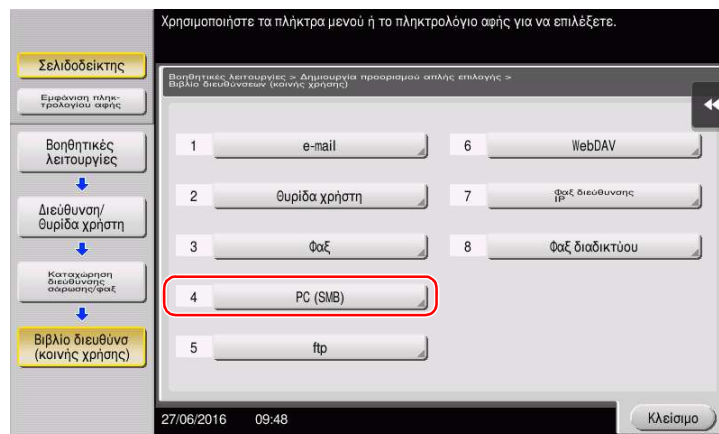 Χρησιμοποιήστε τα πλήκτρα μενού ή το πληκτρολόγιο αφής για να επιλέξετε.
Σελιδοδείκτης
Εμφάνιση πληκ-
τρολογίου αφής
Βοηθητικές
λειτουργίες
Διεύθυνση/
Θυρίδα χρήστη
Καταχώρηση
διεύθυνσης
σάρωσης/φαξ
Βιβλίο διευθύνσ
(κοινής χρήσης)
Βοηθητικές λειτουργίες > Δημιουργία προορισμού απλής επιλογής >
Βιβλίο διευθύνσεων (κοινής χρήσης)
1 e-mail
2 Θυρίδα χρήστη
3 Φαξ
4 PC (SMB)
5 ftp
6 WebDAV
7 Φαξ διεύθυνσης
IP
8 Φαξ διαδικτύου
27/06/2016 09:48
Κλείσιμο